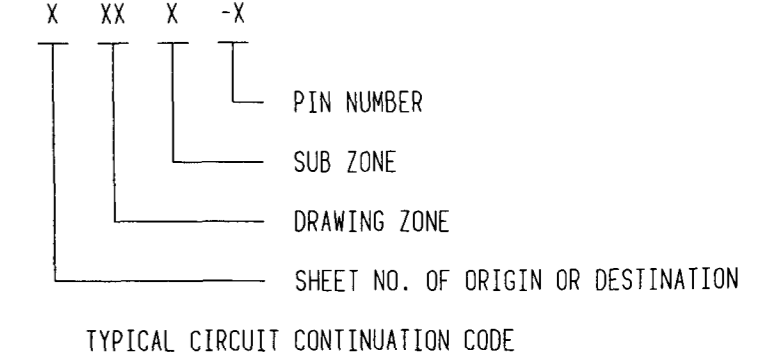 X XX X -X
PIN NUMBER
SUB ZONE
DRAWING ZONE
SHEET NO. OF ORIGIN OR DESTINATION
TYPICAL CIRCUIT CONTINUATION CODE